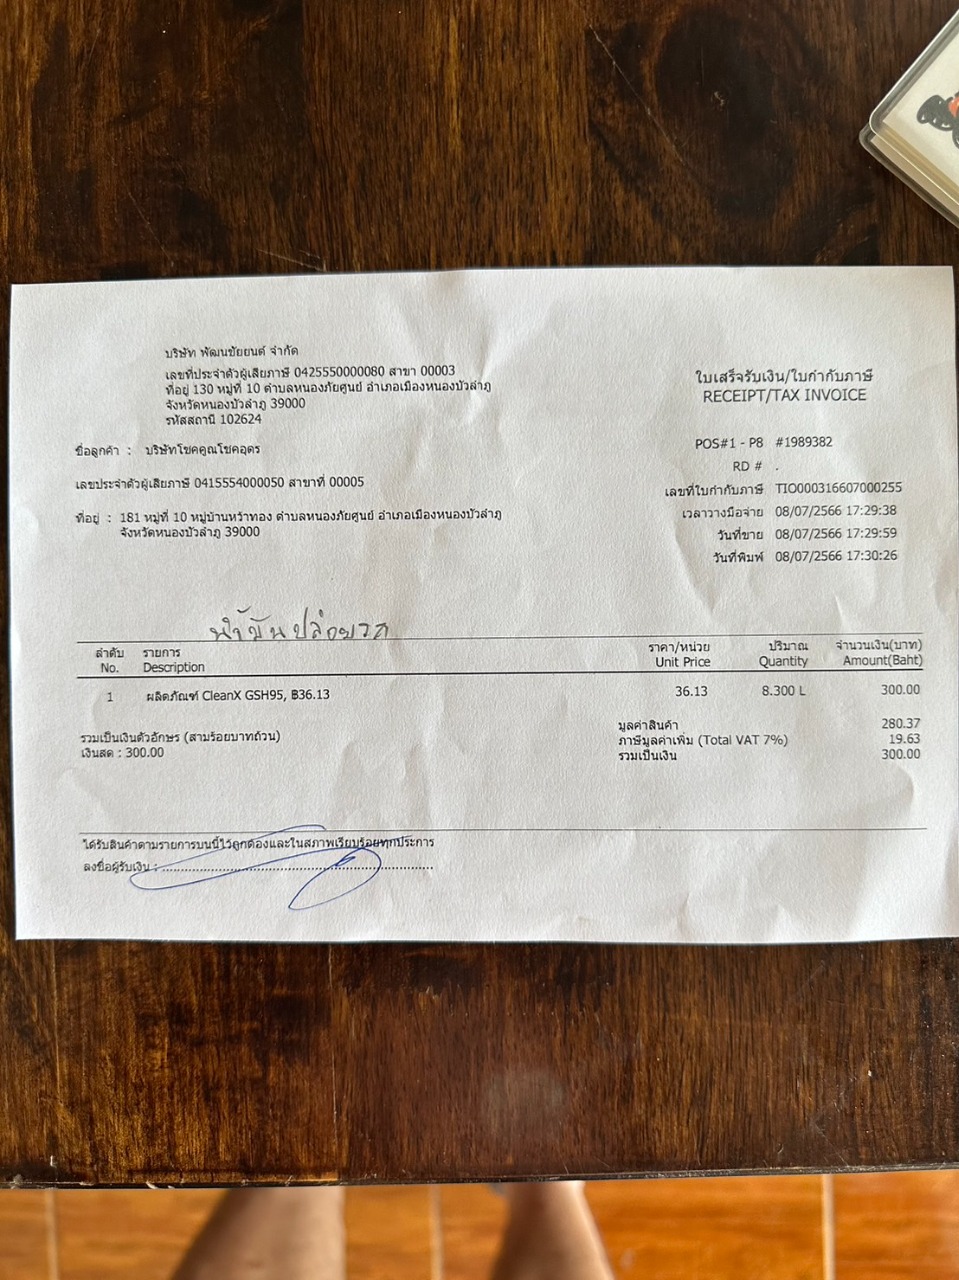 บริษัท พัฒนชัยยนต์ จำกัด
เลขที่ประจำตัวผู้เสียภาษี 0425550000080 สาขา 00003
ที่อยู่ 130 หมู่ที่ 10 ตำบลหนองภัยศูนย์ อำเภอเมืองหนองบัวลำภู
จังหวัดหนองบัวลำภู 39000
รหัสสถานี 102624
ใบเสร็จรับเงิน/ใบกำกับภาษี
RECEIPT/TAX INVOICE
ชื่อลูกค้า : บริษัทโชคคูณโชคอุดร
POS#1 - P8 #1989382
RD # .
เลขประจำตัวผู้เสียภาษี 0415554000050 สาขาที่ 00005
เลขที่ใบกำกับภาษี TIO000316607000255
ที่อยู่ : 181 หมู่ที่ 10 หมู่บ้านหว้าทอง ตำบลหนองภัยศูนย์ อำเภอเมืองหนองบัวลำภู
จังหวัดหนองบัวลำภู 39000
เวลาวางมือจ่าย 08/07/2566 17:29:38
วันที่ขาย 08/07/2566 17:29:59
วันที่พิมพ์ 08/07/2566 17:30:26
น้ำมันปล่อยรถ
ลำดับ รายการ ราคา/หน่วย ปริมาณ จำนวนเงิน(บาท)
No. Description Unit Price Quantity Amount(Baht)
1 ผลิตภัณฑ์ CleanX GSH95, ฿36.13 36.13 8.300 L 300.00
มูลค่าสินค้า 280.37
รวมเป็นเงินตัวอักษร (สามร้อยบาทถ้วน) ภาษีมูลค่าเพิ่ม (Total VAT 7%) 19.63
เงินสด : 300.00 รวมเป็นเงิน 300.00
ได้รับสินค้าตามรายการบนนี้ไว้ถูกต้องและในสภาพเรียบร้อยทุกประการ
ลงชื่อผู้รับเงิน :